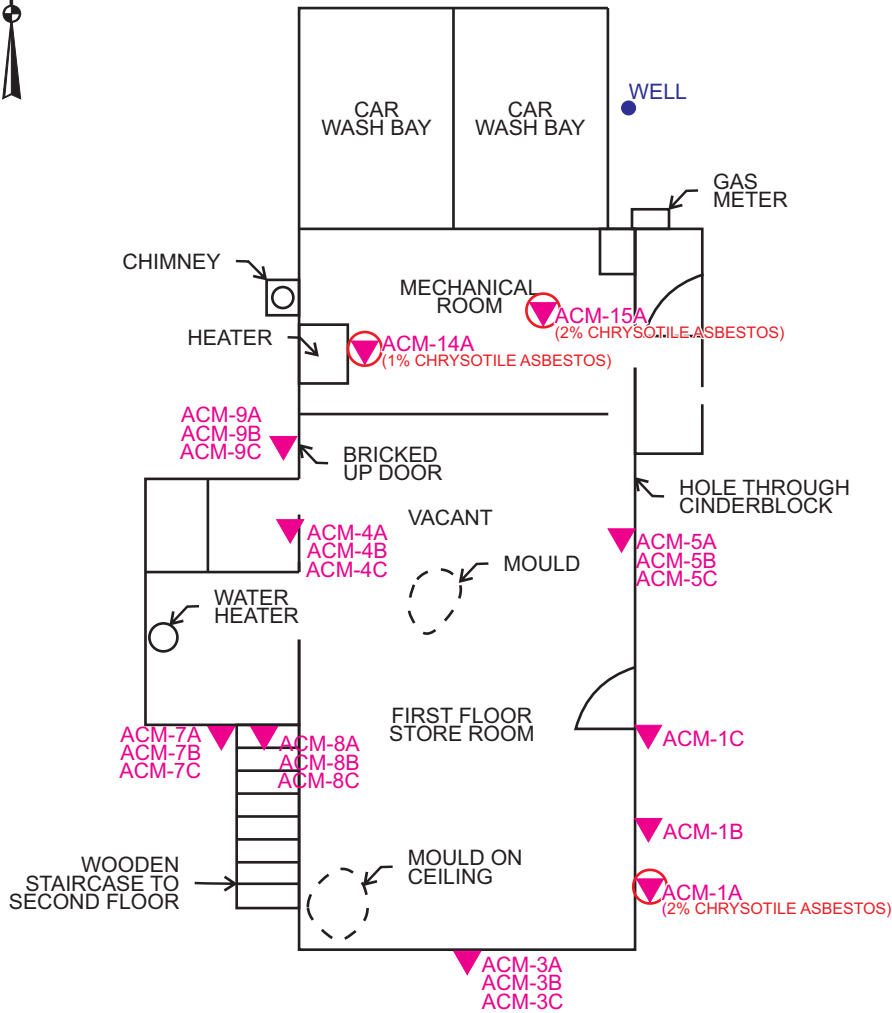 CAR
WASH BAY
CAR
WASH BAY
WELL
GAS
METER
CHIMNEY
MECHANICAL
ROOM
ACM-15A
(2% CHRYSOTILE ASBESTOS)
HEATER
ACM-14A
(1% CHRYSOTILE ASBESTOS)
ACM-9A
ACM-9B
ACM-9C
BRICKED
UP DOOR
HOLE THROUGH
CINDERBLOCK
VACANT
ACM-4A
ACM-4B
ACM-4C
ACM-5A
ACM-5B
ACM-5C
MOULD
WATER
HEATER
FIRST FLOOR
STORE ROOM
ACM-7A
ACM-7B
ACM-7C
ACM-8A
ACM-8B
ACM-8C
ACM-1C
ACM-1B
WOODEN
STAIRCASE TO
SECOND FLOOR
MOULD ON
CEILING
ACM-1A
(2% CHRYSOTILE ASBESTOS)
ACM-3A
ACM-3B
ACM-3C